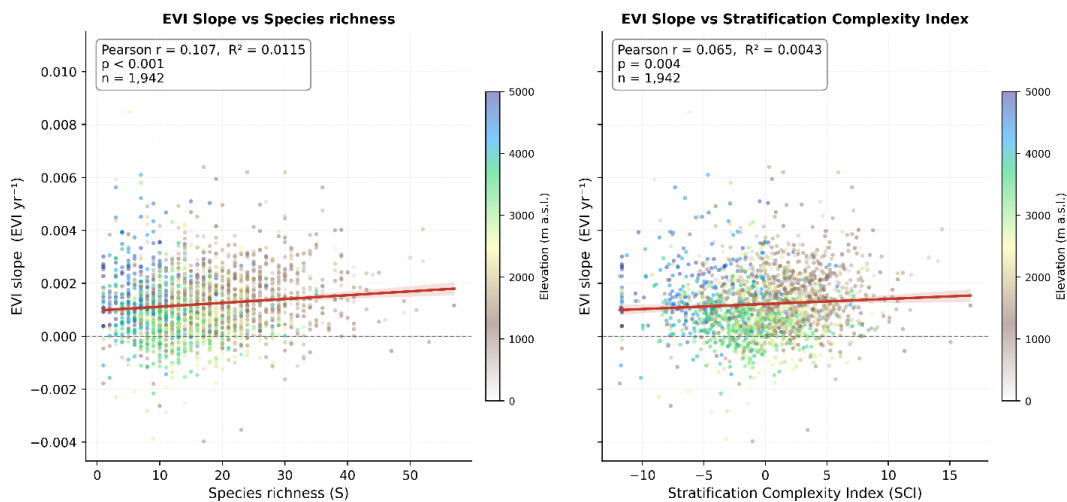 EVI Slope vs Species richness
Pearson r = 0.107, R² = 0.0115
p < 0.001
n = 1,942
EVI slope (EVI yr⁻¹)
0.010
0.008
0.006
0.004
0.002
0.000
−0.002
−0.004
0
10
20
30
40
50
Species richness (S)
5000
4000
3000
2000
1000
0
Elevation (m a.s.l.)
EVI Slope vs Stratification Complexity Index
Pearson r = 0.065, R² = 0.0043
p = 0.004
n = 1,942
EVI slope (EVI yr⁻¹)
−10
−5
0
5
10
15
Stratification Complexity Index (SCI)
5000
4000
3000
2000
1000
0
Elevation (m a.s.l.)